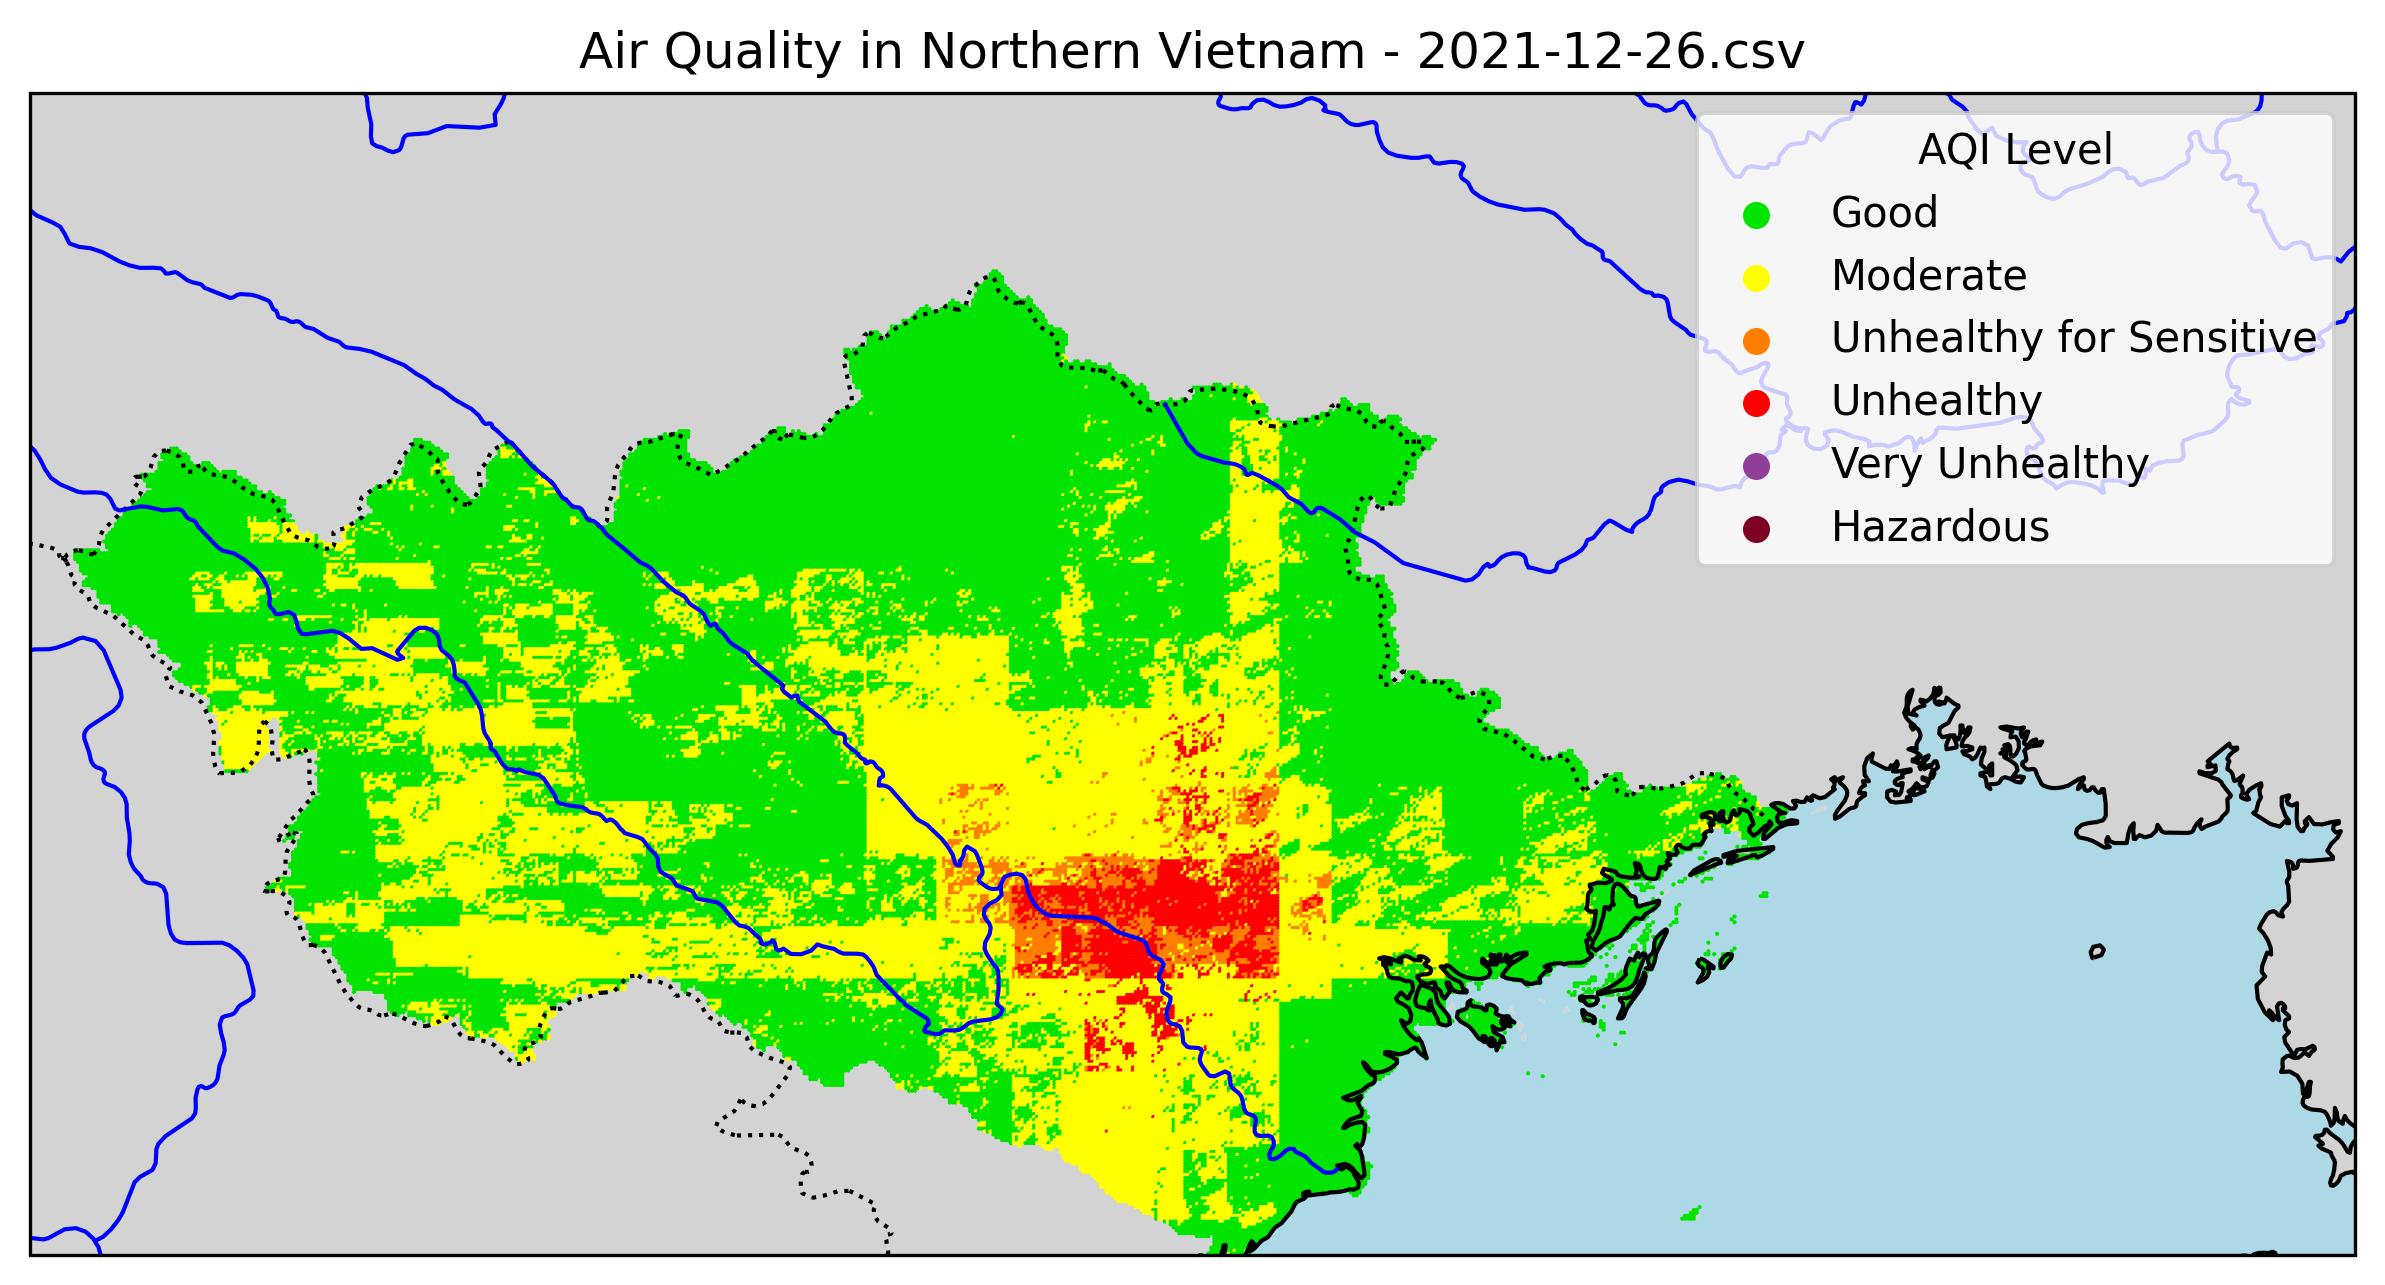 Air Quality in Northern Vietnam - 2021-12-26.csv
AQI Level
Good
Moderate
Unhealthy for Sensitive
Unhealthy
Very Unhealthy
Hazardous